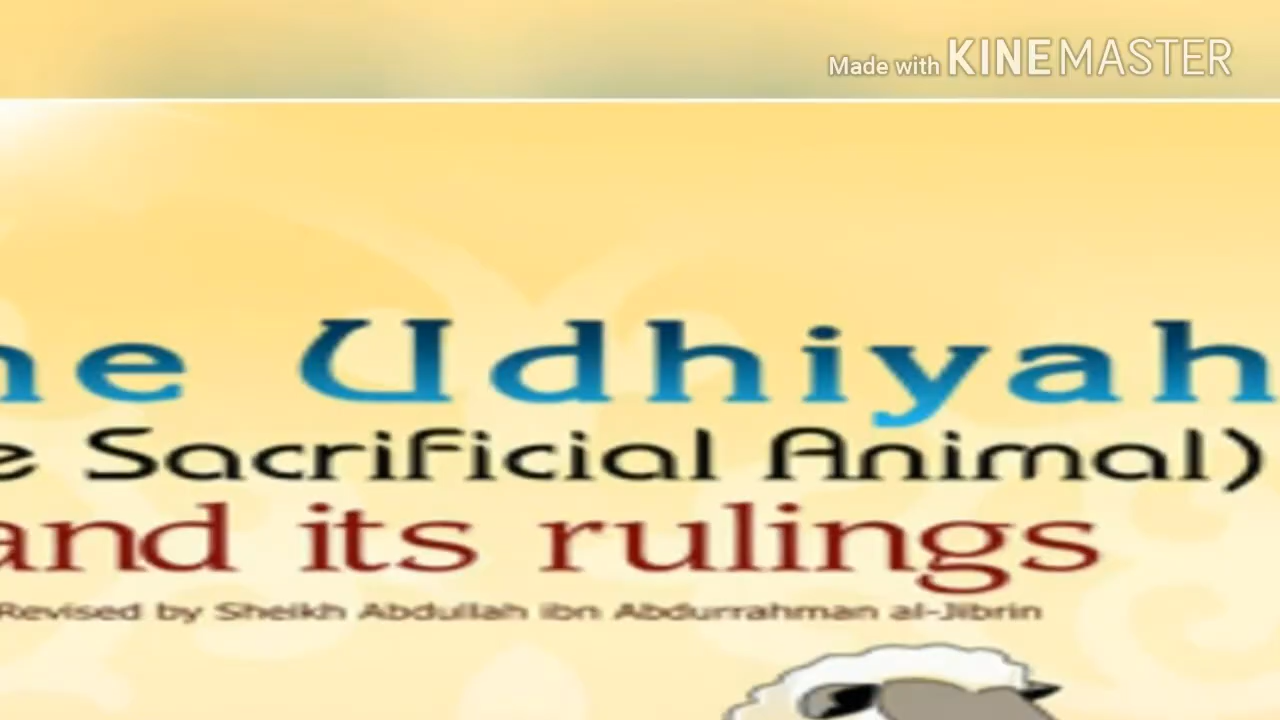 Made with KINEMASTER
he Udhiyah
e Sacrificial Animal)
and its rulings
Revised by Sheikh Abdullah ibn Abdurrahman al-Jibrin